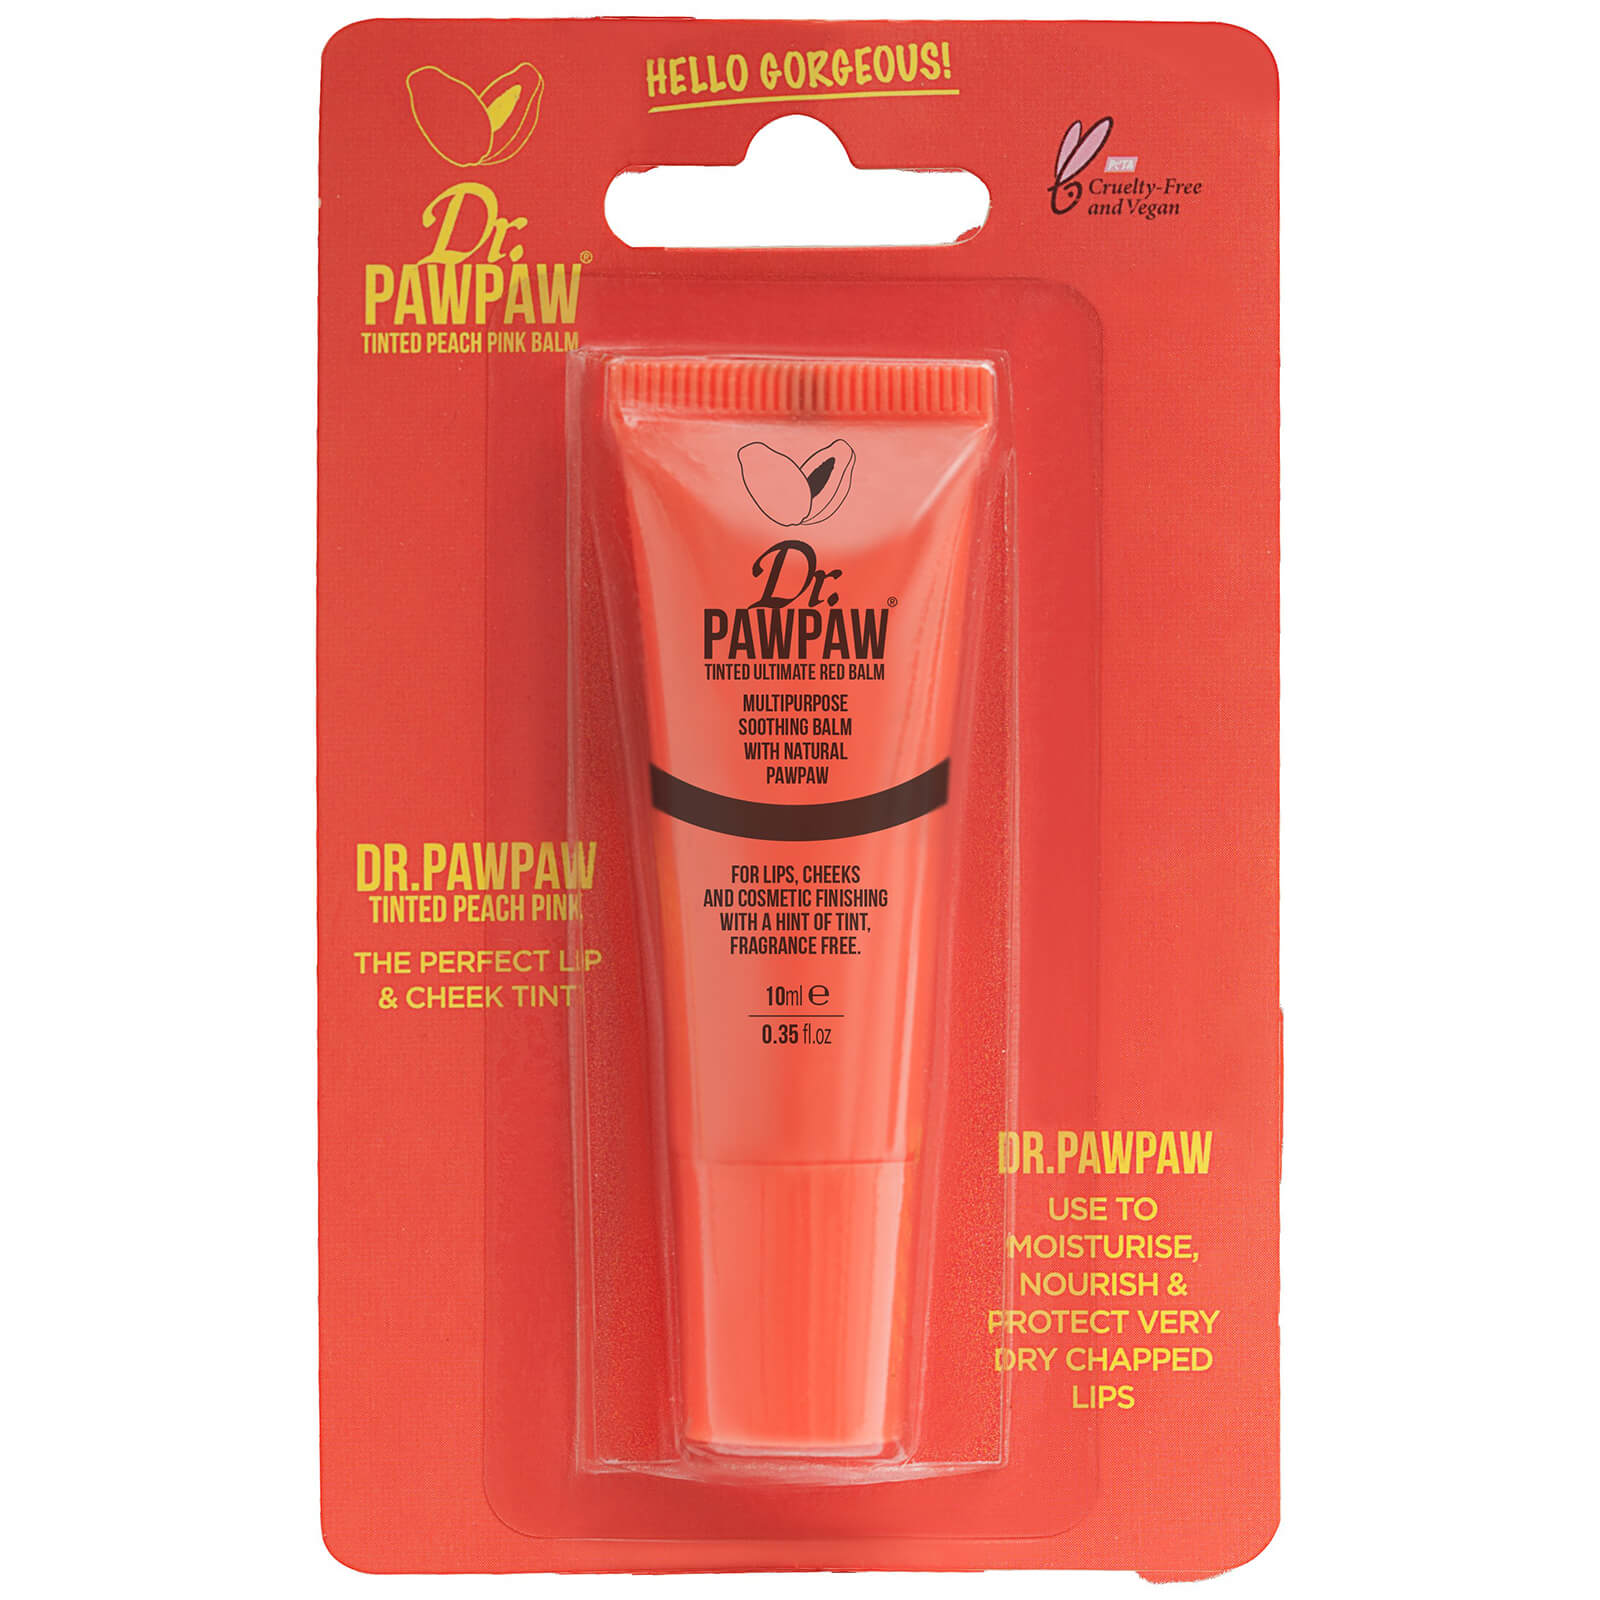 HELLO GORGEOUS!
Dr.
PAWPAW®
TINTED PEACH PINK BALM
PETA
Cruelty-Free
and Vegan
Dr.
PAWPAW®
TINTED ULTIMATE RED BALM
MULTIPURPOSE
SOOTHING BALM
WITH NATURAL
PAWPAW
FOR LIPS, CHEEKS
AND COSMETIC FINISHING
WITH A HINT OF TINT,
FRAGRANCE FREE.
10ml ℮
0.35 fl.oz
DR.PAWPAW
TINTED PEACH PINK
THE PERFECT LIP
& CHEEK TINT
DR.PAWPAW
USE TO
MOISTURISE,
NOURISH &
PROTECT VERY
DRY CHAPPED
LIPS